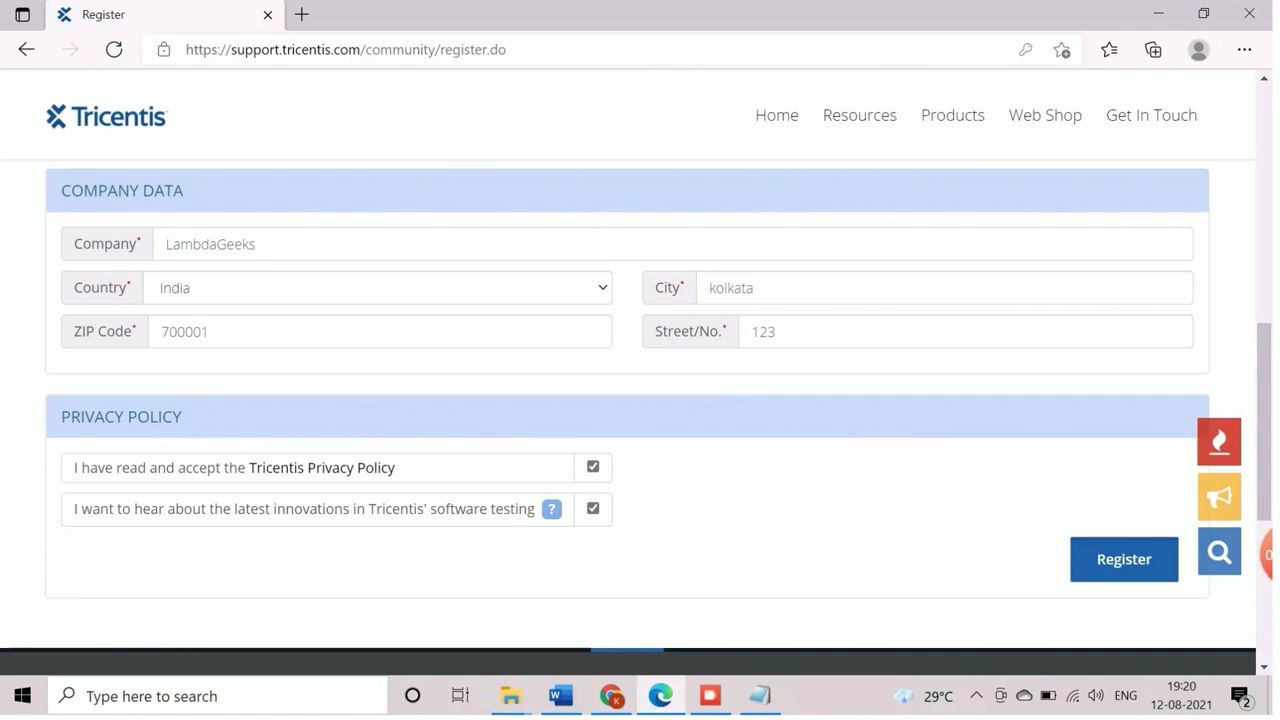 Register
https://support.tricentis.com/community/register.do
Tricentis
Home Resources Products Web Shop Get In Touch
COMPANY DATA
Company* LambdaGeeks
Country* India City* kolkata
ZIP Code* 700001 Street/No.* 123
PRIVACY POLICY
I have read and accept the Tricentis Privacy Policy
I want to hear about the latest innovations in Tricentis' software testing ?
Register
Type here to search
29°C ENG 19:20
12-08-2021 2